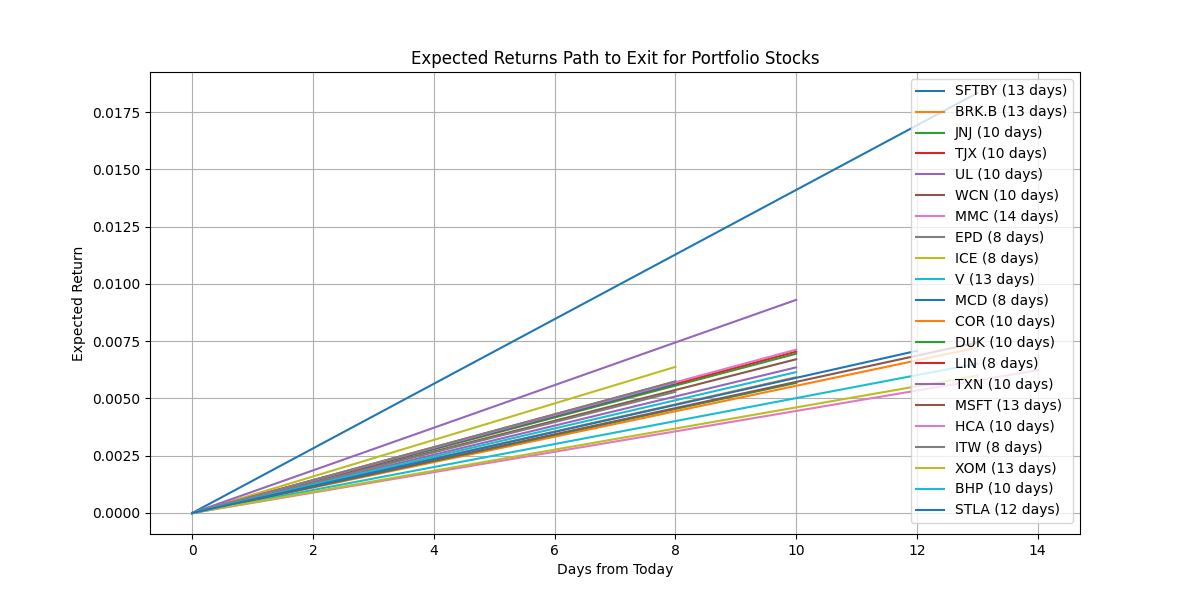 Expected Returns Path to Exit for Portfolio Stocks
Expected Return
0.0175
0.0150
0.0125
0.0100
0.0075
0.0050
0.0025
0.0000
SFTBY (13 days)
BRK.B (13 days)
JNJ (10 days)
TJX (10 days)
UL (10 days)
WCN (10 days)
MMC (14 days)
EPD (8 days)
ICE (8 days)
V (13 days)
MCD (8 days)
COR (10 days)
DUK (10 days)
LIN (8 days)
TXN (10 days)
MSFT (13 days)
HCA (10 days)
ITW (8 days)
XOM (13 days)
BHP (10 days)
STLA (12 days)
0 2 4 6 8 10 12 14
Days from Today